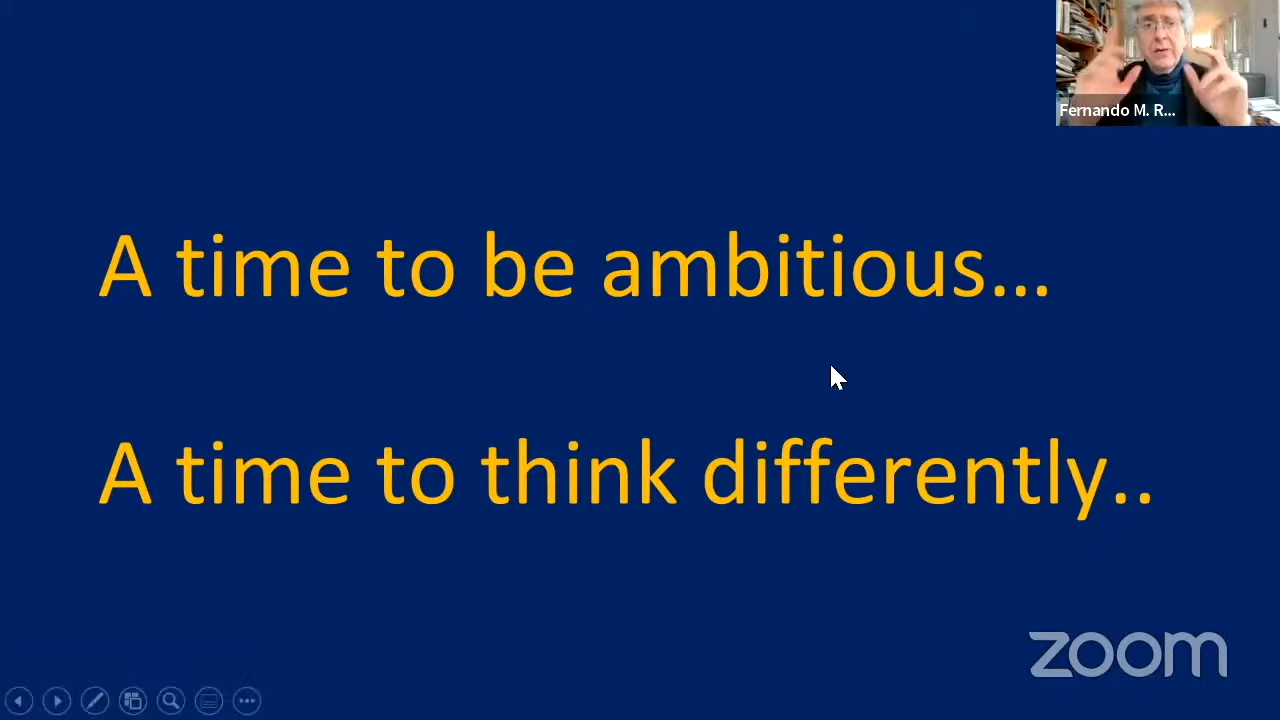 Fernando M. R...
A time to be ambitious...
A time to think differently..
zoom